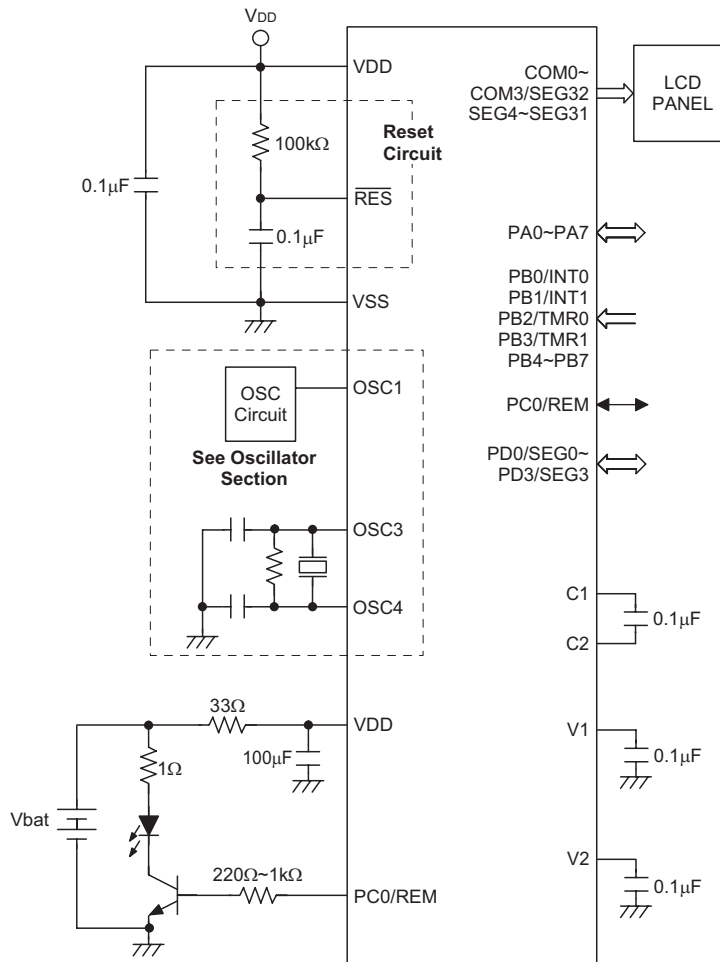 VDD
VDD
100kΩ
Reset
Circuit
0.1μF
RES
0.1μF
VSS
OSC
Circuit
OSC1
See Oscillator
Section
OSC3
OSC4
33Ω
VDD
1Ω
100μF
Vbat
220Ω~1kΩ
PC0/REM
COM0~
COM3/SEG32
SEG4~SEG31
LCD
PANEL
PA0~PA7
PB0/INT0
PB1/INT1
PB2/TMR0
PB3/TMR1
PB4~PB7
PC0/REM
PD0/SEG0~
PD3/SEG3
C1
0.1μF
C2
V1
0.1μF
V2
0.1μF